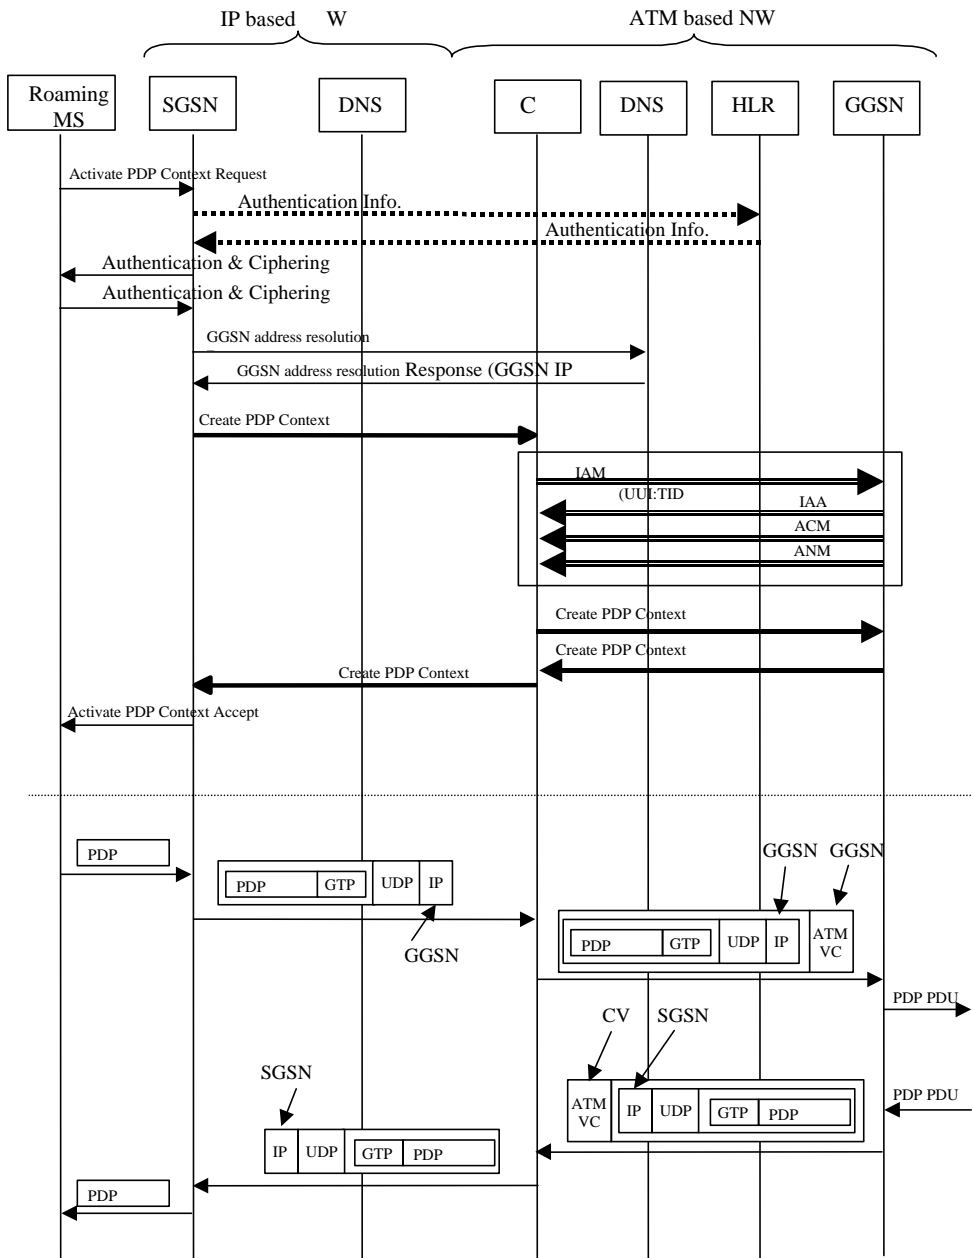 IP based W
ATM based NW
Roaming
MS
SGSN
DNS
C
DNS
HLR
GGSN
Activate PDP Context Request
Authentication Info.
Authentication Info.
Authentication & Ciphering
Authentication & Ciphering
GGSN address resolution
GGSN address resolution Response (GGSN IP
Create PDP Context
IAM
(UUI:TID
IAA
ACM
ANM
Create PDP Context
Create PDP Context
Create PDP Context
Activate PDP Context Accept
PDP
PDP GTP UDP IP
GGSN
GGSN GGSN
PDP GTP UDP IP ATM
VC
PDP PDU
CV SGSN
ATM
VC IP UDP GTP PDP
PDP PDU
SGSN
IP UDP GTP PDP
PDP